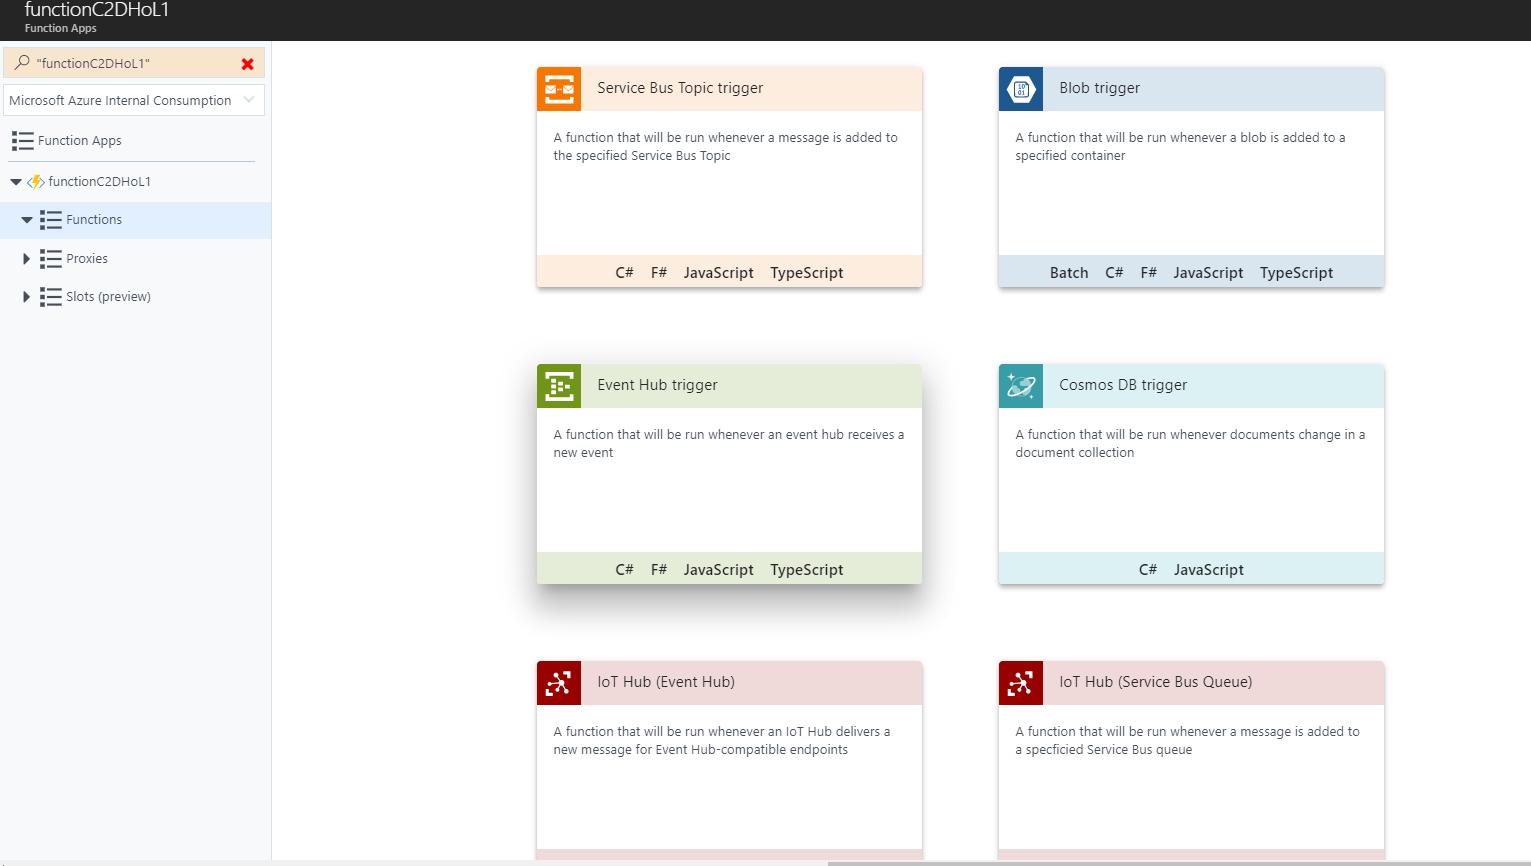 functionC2DHoL1
Function Apps
"functionC2DHoL1"
Microsoft Azure Internal Consumption
Function Apps
functionC2DHoL1
Functions
Proxies
Slots (preview)
Service Bus Topic trigger
A function that will be run whenever a message is added to
the specified Service Bus Topic
C# F# JavaScript TypeScript
Blob trigger
A function that will be run whenever a blob is added to a
specified container
Batch C# F# JavaScript TypeScript
Event Hub trigger
A function that will be run whenever an event hub receives a
new event
C# F# JavaScript TypeScript
Cosmos DB trigger
A function that will be run whenever documents change in a
document collection
C# JavaScript
IoT Hub (Event Hub)
A function that will be run whenever an IoT Hub delivers a
new message for Event Hub-compatible endpoints
IoT Hub (Service Bus Queue)
A function that will be run whenever a message is added to
a specficied Service Bus queue